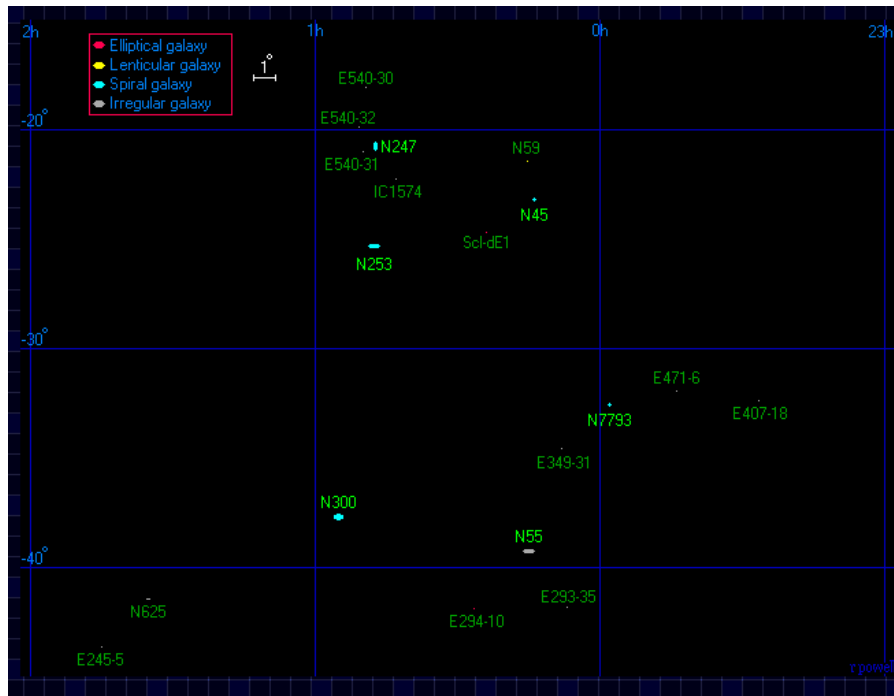 2h
1h
0h
23h
Elliptical galaxy
Lenticular galaxy
Spiral galaxy
Irregular galaxy
1°
E540-30
E540-32
-20°
N247
N59
E540-31
IC1574
N45
Scl-dE1
N253
-30°
E471-6
E407-18
N7793
E349-31
N300
N55
-40°
E293-35
N625
E294-10
E245-5
r powell